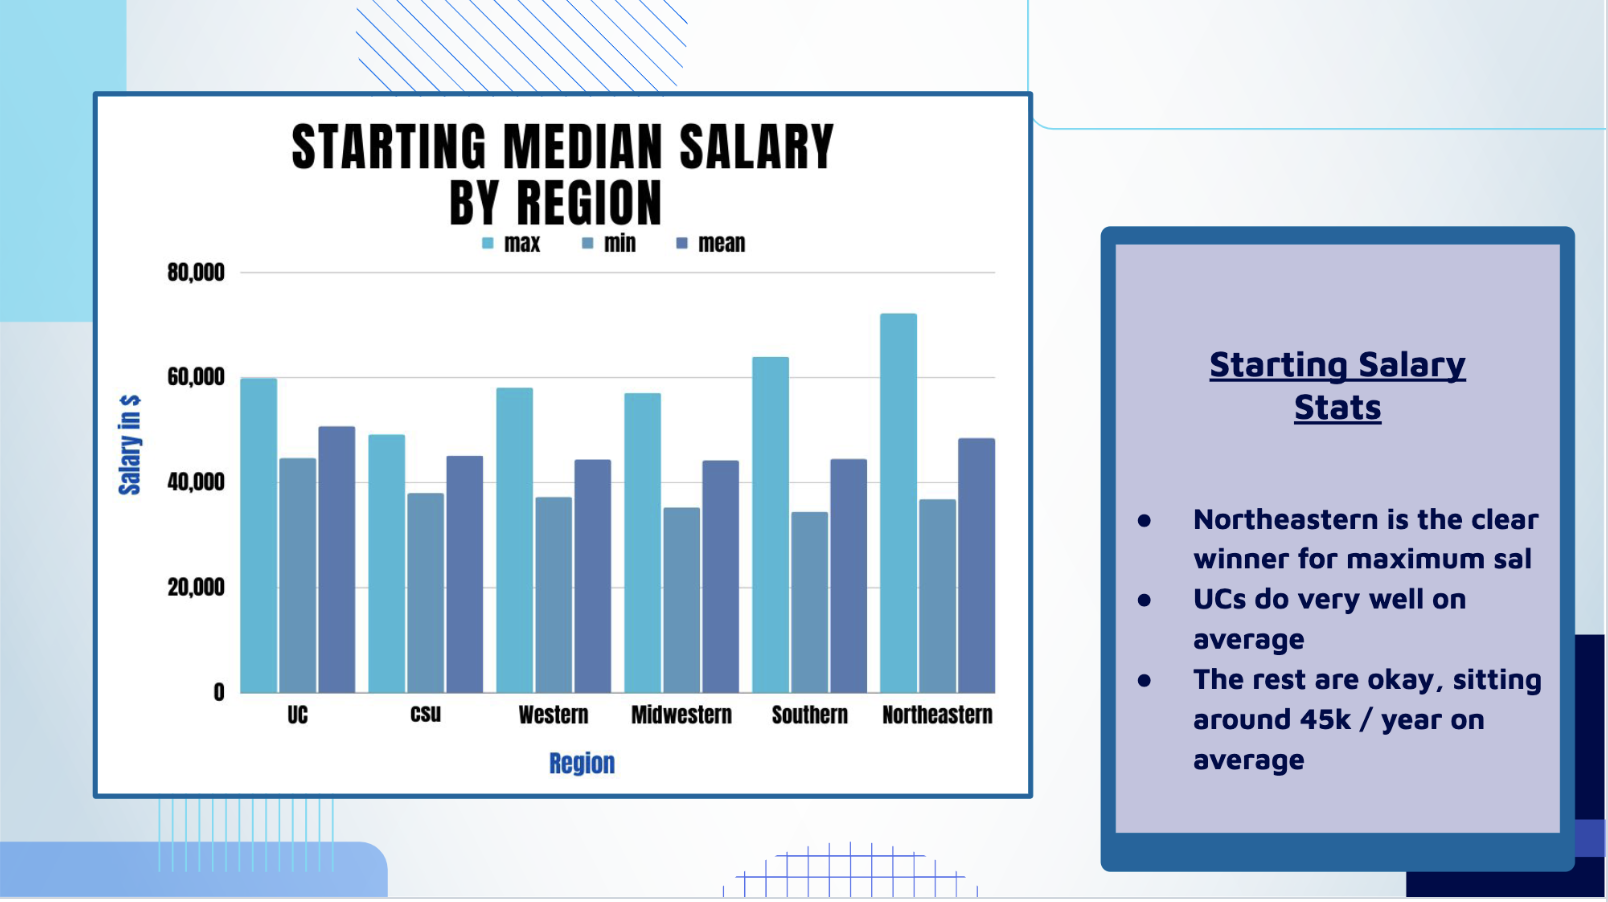 STARTING MEDIAN SALARY
BY REGION
max min mean
80,000
60,000
40,000
20,000
0
Salary in $
UC csu Western Midwestern Southern Northeastern
Region
Starting Salary
Stats
● Northeastern is the clear
winner for maximum sal
● UCs do very well on
average
● The rest are okay, sitting
around 45k / year on
average